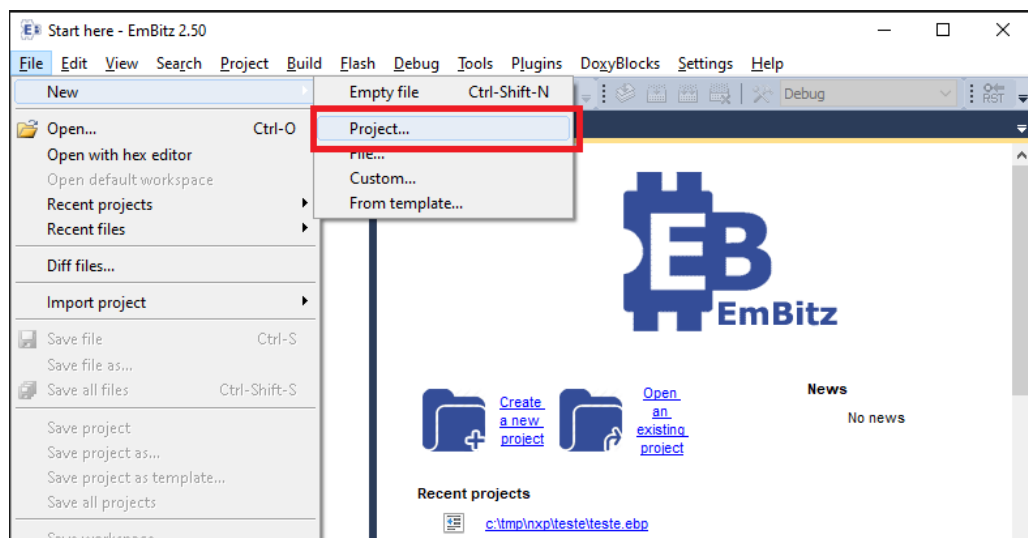 Start here - EmBitz 2.50
File Edit View Search Project Build Flash Debug Tools Plugins DoxyBlocks Settings Help
New
Empty file Ctrl-Shift-N
Debug
RST
Open... Ctrl-O
Project...
Open with hex editor
File...
Open default workspace
Custom...
Recent projects
From template...
Recent files
Diff files...
Import project
Save file Ctrl-S
Save file as...
Save all files Ctrl-Shift-S
Save project
Save project as...
Save project as template...
Save all projects
Save workspace
EB
EmBitz
Create
a new
project
Open
an
existing
project
News
No news
Recent projects
c:\tmp\nxp\teste\teste.ebp